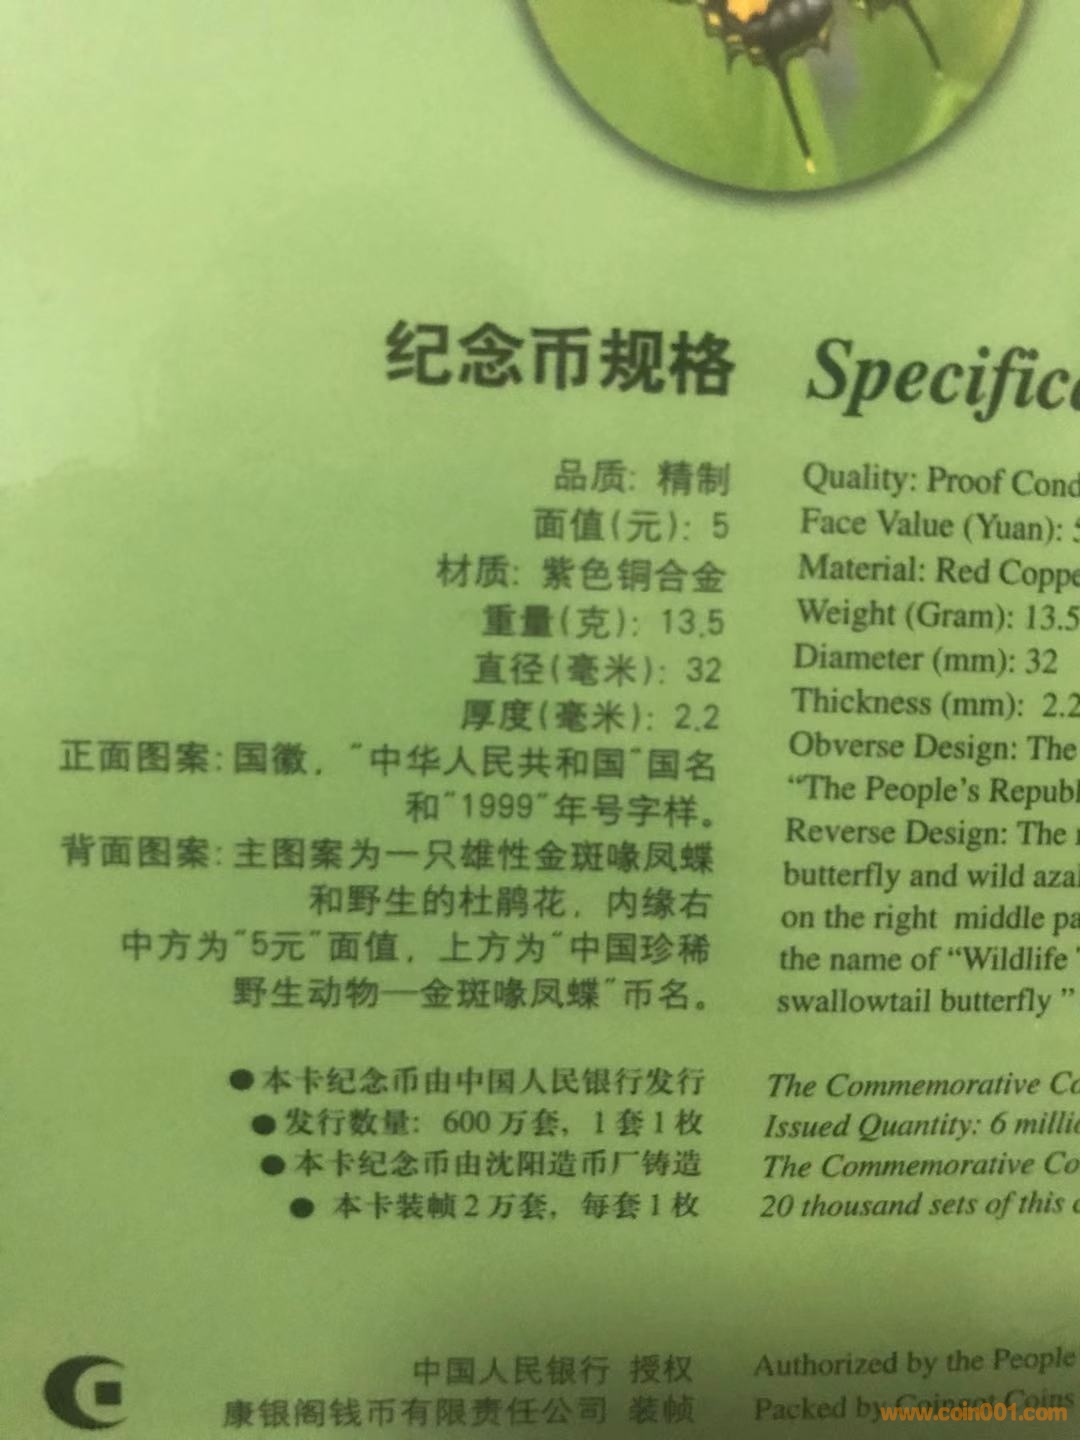 纪念币规格
品质: 精制
面值(元): 5
材质: 紫色铜合金
重量(克): 13.5
直径(毫米): 32
厚度(毫米): 2.2
正面图案: 国徽，“中华人民共和国”国名
和“1999”年号字样。
背面图案: 主图案为一只雄性金斑喙凤蝶
和野生的杜鹃花，内缘右
中方为“5元”面值，上方为“中国珍稀
野生动物—金斑喙凤蝶”币名。
●本卡纪念币由中国人民银行发行
●发行数量: 600万套，1套1枚
●本卡纪念币由沈阳造币厂铸造
●本卡装帧2万套，每套1枚
中国人民银行 授权
康银阁钱币有限责任公司 装帧
Quality: Proof
Face Value (Yuan):
Material: Red
Weight (Gram): 13.5
Diameter (mm): 32
Thickness (mm): 2.2
Obverse Design: The
“The People's
Reverse Design: The
butterfly and wild
on the right middle
the name of “Wildlife
swallowtail butterfly ”
The Commemorative
Issued Quantity: 6
The Commemorative
20 thousand sets of this
Authorized by the People
Packed by Coins
www.coin001.com